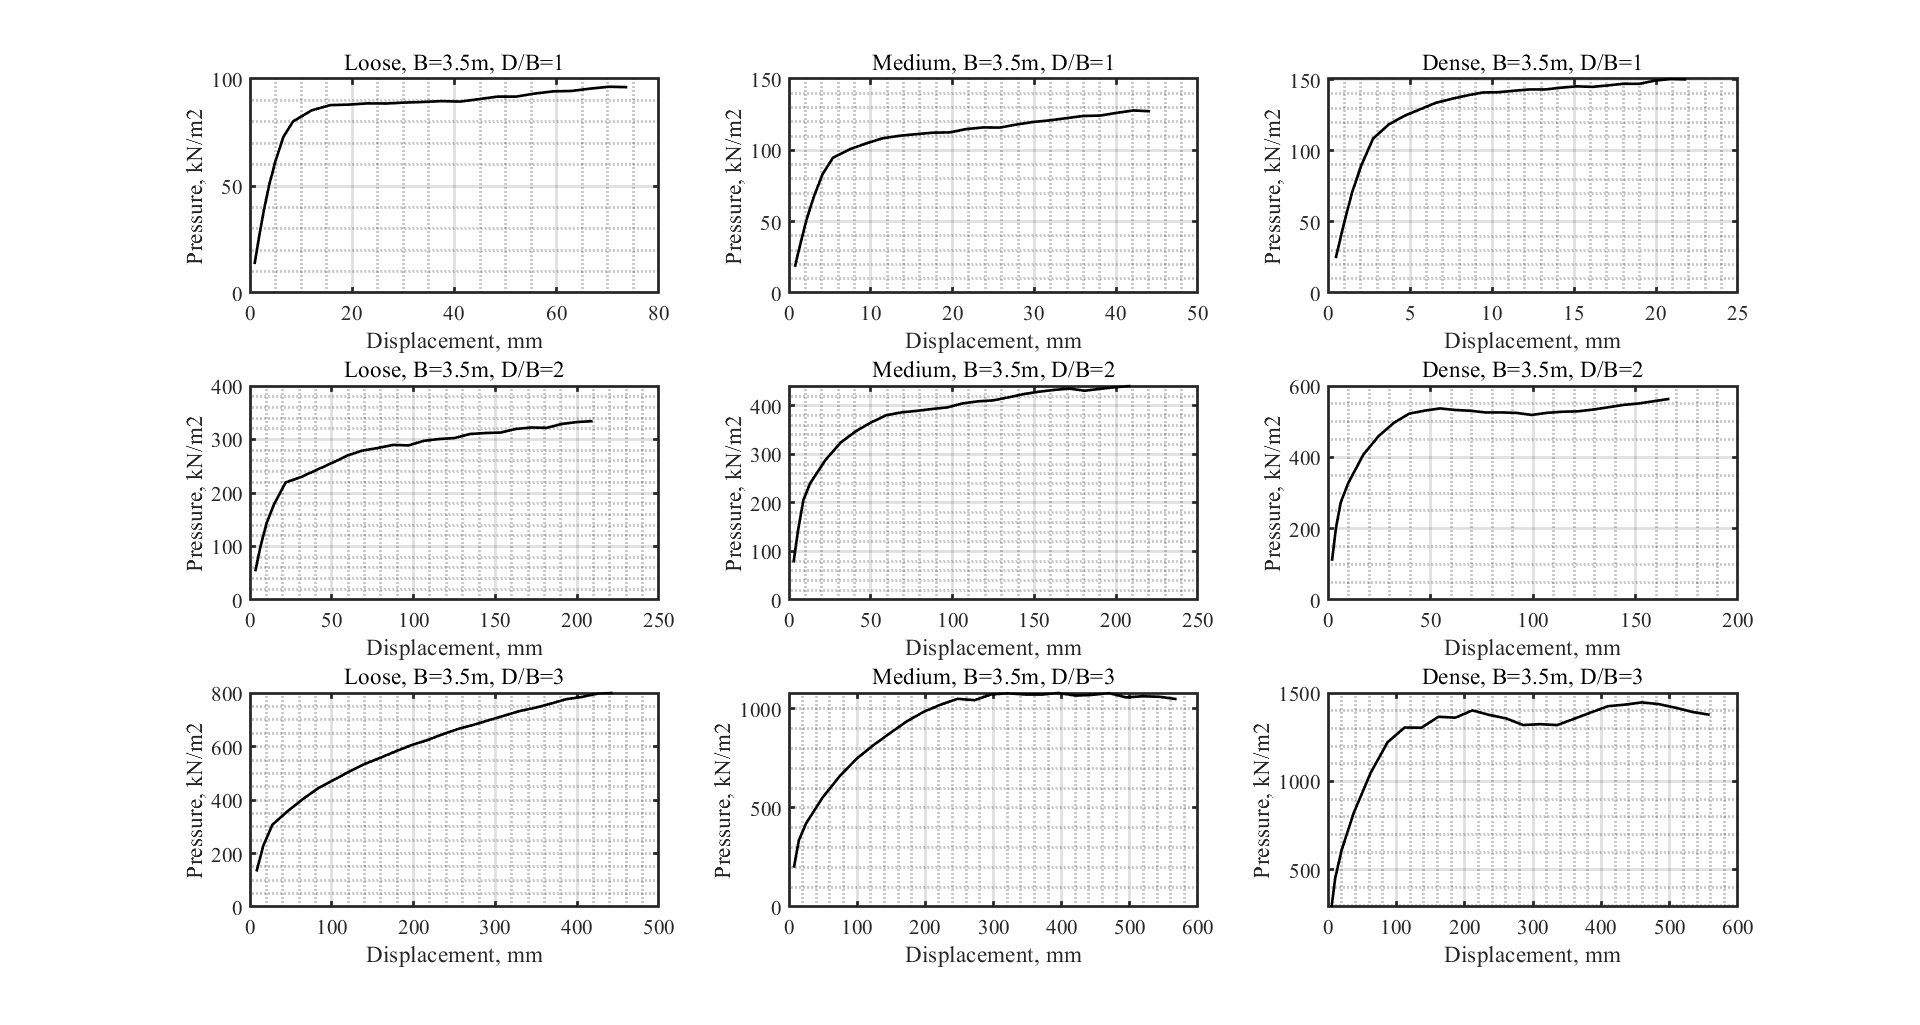 Loose, B=3.5m, D/B=1
Medium, B=3.5m, D/B=1
Dense, B=3.5m, D/B=1
100
50
0
Pressure, kN/m2
0 20 40 60 80
Displacement, mm
150
100
50
0
Pressure, kN/m2
0 10 20 30 40 50
Displacement, mm
150
100
50
0
Pressure, kN/m2
0 5 10 15 20 25
Displacement, mm
Loose, B=3.5m, D/B=2
Medium, B=3.5m, D/B=2
Dense, B=3.5m, D/B=2
400
300
200
100
0
Pressure, kN/m2
0 50 100 150 200 250
Displacement, mm
400
300
200
100
0
Pressure, kN/m2
0 50 100 150 200 250
Displacement, mm
600
400
200
0
Pressure, kN/m2
0 50 100 150 200
Displacement, mm
Loose, B=3.5m, D/B=3
Medium, B=3.5m, D/B=3
Dense, B=3.5m, D/B=3
800
600
400
200
0
Pressure, kN/m2
0 100 200 300 400 500
Displacement, mm
1000
500
0
Pressure, kN/m2
0 100 200 300 400 500 600
Displacement, mm
1500
1000
500
Pressure, kN/m2
0 100 200 300 400 500 600
Displacement, mm